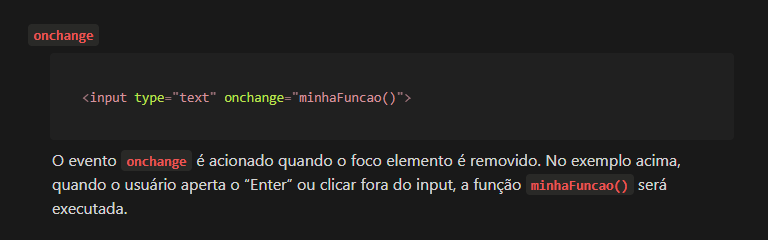 onchange
<input type="text" onchange="minhaFuncao()">
O evento onchange é acionado quando o foco elemento é removido. No exemplo acima,
quando o usuário aperta o “Enter” ou clicar fora do input, a função minhaFuncao() será
executada.